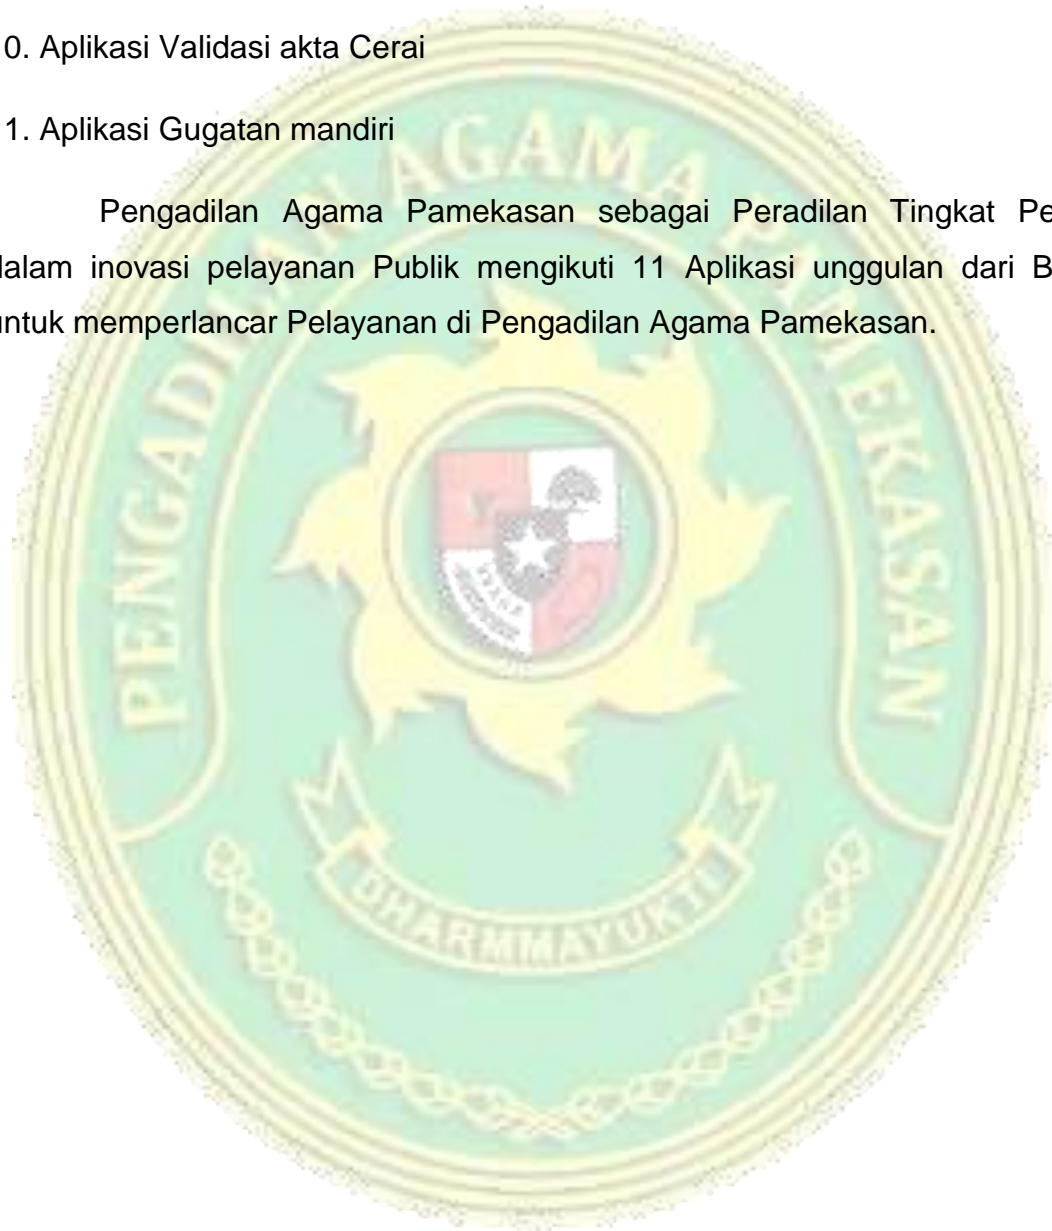 0. Aplikasi Validasi akta Cerai
1. Aplikasi Gugatan mandiri
Pengadilan Agama Pamekasan sebagai Peradilan Tingkat Pe
dalam inovasi pelayanan Publik mengikuti 11 Aplikasi unggulan dari B
untuk memperlancar Pelayanan di Pengadilan Agama Pamekasan.
PENGADILAN AGAMA PAMEKASAN
DHARMMAYUKTI